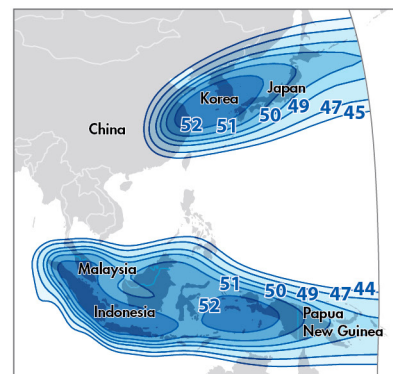 Japan
Korea
China
52 51 50 49 47 45
Malaysia
51 50 49 47 44
Indonesia
52
Papua
New Guinea